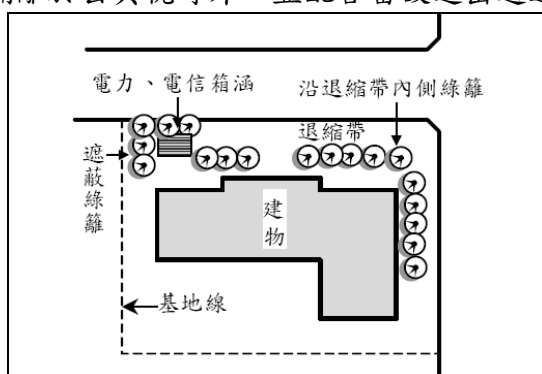 電力、電信箱涵
沿退縮帶內側綠籬
退縮帶
遮蔽綠籬
建物
基地線